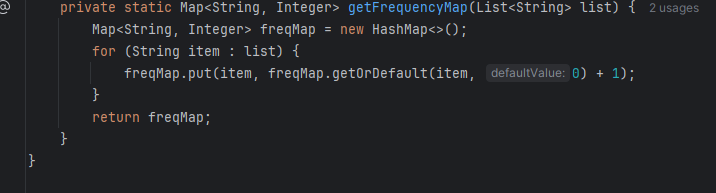 private static Map<String, Integer> getFrequencyMap(List<String> list) { 2 usages
Map<String, Integer> freqMap = new HashMap<>();
for (String item : list) {
freqMap.put(item, freqMap.getOrDefault(item, defaultValue: 0) + 1);
}
return freqMap;
}
}